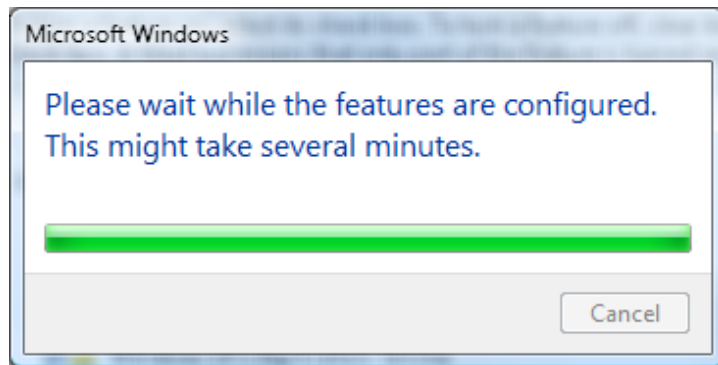 Microsoft Windows
Please wait while the features are configured.
This might take several minutes.
Cancel